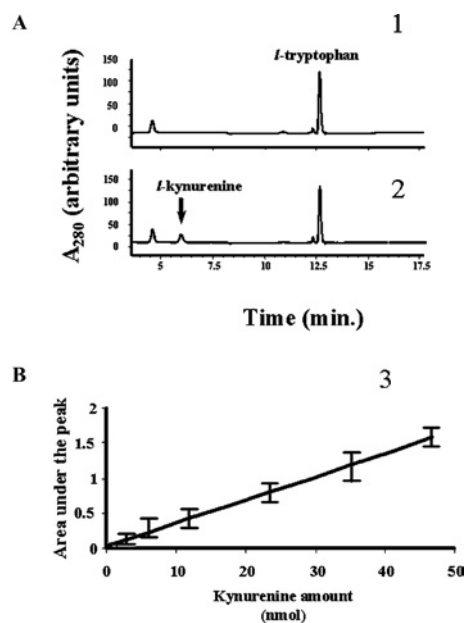 A
1
l-tryptophan
150
100
50
0
2
l-kynurenine
150
100
50
0
5 7.5 10 12.5 15 17.5
A280 (arbitrary units)
Time (min.)
B
3
2
1.5
1
0.5
0
0 10 20 30 40 50
Area under the peak
Kynurenine amount
(nmol)